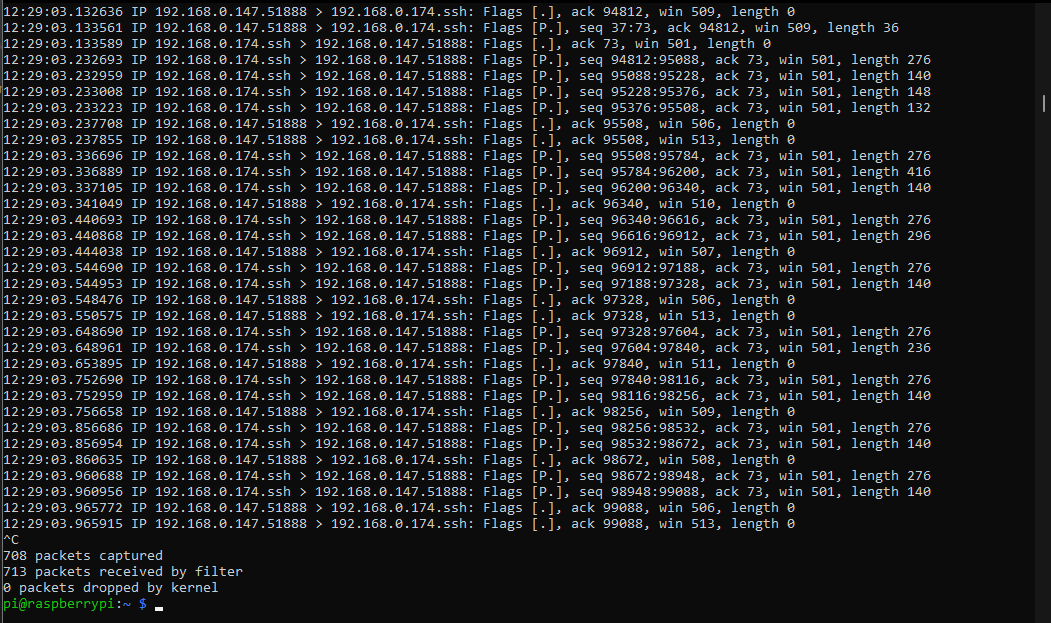 12:29:03.132636 IP 192.168.0.147.51888 > 192.168.0.174.ssh: Flags [.], ack 94812, win 509, length 0
12:29:03.133561 IP 192.168.0.147.51888 > 192.168.0.174.ssh: Flags [P.], seq 37:73, ack 94812, win 509, length 36
12:29:03.133589 IP 192.168.0.174.ssh > 192.168.0.147.51888: Flags [.], ack 73, win 501, length 0
12:29:03.232693 IP 192.168.0.174.ssh > 192.168.0.147.51888: Flags [P.], seq 94812:95088, ack 73, win 501, length 276
12:29:03.232959 IP 192.168.0.174.ssh > 192.168.0.147.51888: Flags [P.], seq 95088:95228, ack 73, win 501, length 140
12:29:03.233008 IP 192.168.0.174.ssh > 192.168.0.147.51888: Flags [P.], seq 95228:95376, ack 73, win 501, length 148
12:29:03.233223 IP 192.168.0.174.ssh > 192.168.0.147.51888: Flags [P.], seq 95376:95508, ack 73, win 501, length 132
12:29:03.237708 IP 192.168.0.147.51888 > 192.168.0.174.ssh: Flags [.], ack 95508, win 506, length 0
12:29:03.237855 IP 192.168.0.147.51888 > 192.168.0.174.ssh: Flags [.], ack 95508, win 513, length 0
12:29:03.336696 IP 192.168.0.174.ssh > 192.168.0.147.51888: Flags [P.], seq 95508:95784, ack 73, win 501, length 276
12:29:03.336889 IP 192.168.0.174.ssh > 192.168.0.147.51888: Flags [P.], seq 95784:96200, ack 73, win 501, length 416
12:29:03.337105 IP 192.168.0.174.ssh > 192.168.0.147.51888: Flags [P.], seq 96200:96340, ack 73, win 501, length 140
12:29:03.341049 IP 192.168.0.147.51888 > 192.168.0.174.ssh: Flags [.], ack 96340, win 510, length 0
12:29:03.440693 IP 192.168.0.174.ssh > 192.168.0.147.51888: Flags [P.], seq 96340:96616, ack 73, win 501, length 276
12:29:03.440868 IP 192.168.0.174.ssh > 192.168.0.147.51888: Flags [P.], seq 96616:96912, ack 73, win 501, length 296
12:29:03.444038 IP 192.168.0.147.51888 > 192.168.0.174.ssh: Flags [.], ack 96912, win 507, length 0
12:29:03.544690 IP 192.168.0.174.ssh > 192.168.0.147.51888: Flags [P.], seq 96912:97188, ack 73, win 501, length 276
12:29:03.544953 IP 192.168.0.174.ssh > 192.168.0.147.51888: Flags [P.], seq 97188:97328, ack 73, win 501, length 140
12:29:03.548476 IP 192.168.0.147.51888 > 192.168.0.174.ssh: Flags [.], ack 97328, win 506, length 0
12:29:03.550575 IP 192.168.0.147.51888 > 192.168.0.174.ssh: Flags [.], ack 97328, win 513, length 0
12:29:03.648690 IP 192.168.0.174.ssh > 192.168.0.147.51888: Flags [P.], seq 97328:97604, ack 73, win 501, length 276
12:29:03.648961 IP 192.168.0.174.ssh > 192.168.0.147.51888: Flags [P.], seq 97604:97840, ack 73, win 501, length 236
12:29:03.653895 IP 192.168.0.147.51888 > 192.168.0.174.ssh: Flags [.], ack 97840, win 511, length 0
12:29:03.752690 IP 192.168.0.174.ssh > 192.168.0.147.51888: Flags [P.], seq 97840:98116, ack 73, win 501, length 276
12:29:03.752959 IP 192.168.0.174.ssh > 192.168.0.147.51888: Flags [P.], seq 98116:98256, ack 73, win 501, length 140
12:29:03.756658 IP 192.168.0.147.51888 > 192.168.0.174.ssh: Flags [.], ack 98256, win 509, length 0
12:29:03.856686 IP 192.168.0.174.ssh > 192.168.0.147.51888: Flags [P.], seq 98256:98532, ack 73, win 501, length 276
12:29:03.856954 IP 192.168.0.174.ssh > 192.168.0.147.51888: Flags [P.], seq 98532:98672, ack 73, win 501, length 140
12:29:03.860635 IP 192.168.0.147.51888 > 192.168.0.174.ssh: Flags [.], ack 98672, win 508, length 0
12:29:03.960688 IP 192.168.0.174.ssh > 192.168.0.147.51888: Flags [P.], seq 98672:98948, ack 73, win 501, length 276
12:29:03.960956 IP 192.168.0.174.ssh > 192.168.0.147.51888: Flags [P.], seq 98948:99088, ack 73, win 501, length 140
12:29:03.965772 IP 192.168.0.147.51888 > 192.168.0.174.ssh: Flags [.], ack 99088, win 506, length 0
12:29:03.965915 IP 192.168.0.147.51888 > 192.168.0.174.ssh: Flags [.], ack 99088, win 513, length 0
^C
708 packets captured
713 packets received by filter
0 packets dropped by kernel
pi@raspberrypi:~ $